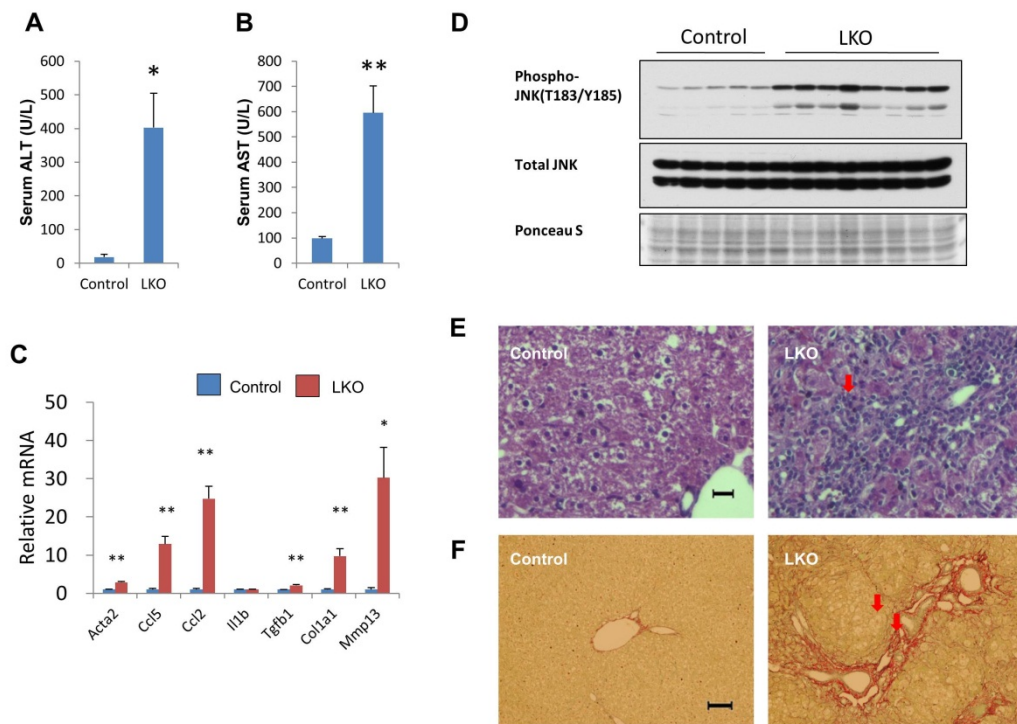 A
Serum ALT (U/L)
600
500
400
300
200
100
0
*
Control
LKO
B
Serum AST (U/L)
800
700
600
500
400
300
200
100
0
**
Control
LKO
C
Control
LKO
Relative mRNA
50
40
30
20
10
0
**
**
**
**
**
*
Acta2
Ccl5
Ccl2
Il1b
Tgfb1
Col1a1
Mmp13
D
Control
LKO
Phospho-
JNK(T183/Y185)
Total JNK
Ponceau S
E
Control
LKO
F
Control
LKO